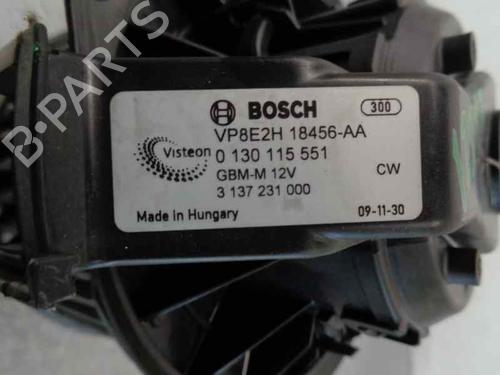 BOSCH
300
VP8E2H 18456-AA
Visteon
0 130 115 551
GBM-M 12V
CW
3 137 231 000
Made in Hungary
09-11-30